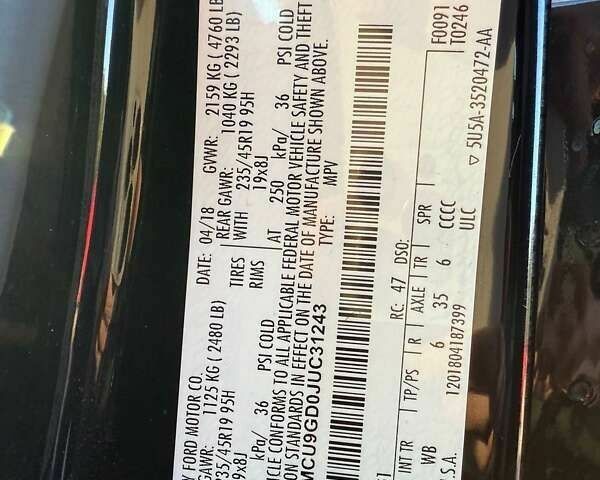 Y FORD MOTOR CO.
DATE: 04/18 GVWR: 2159 KG ( 4760 LB
GAWR: 1125 KG ( 2480 LB)
REAR GAWR: 1040 KG ( 2293 LB)
35/45R19 95H TIRES WITH 235/45R19 95H
9x8J RIMS 19x8J
kPa/ 36 PSI COLD AT 250 kPa/ 36 PSI COLD
ICLE CONFORMS TO ALL APPLICABLE FEDERAL MOTOR VEHICLE SAFETY AND THEFT
ON STANDARDS IN EFFECT ON THE DATE OF MANUFACTURE SHOWN ABOVE.
MCU9GD0JUC31243 TYPE: MPV
RC: 47 DSO: F0091
T0246
INT TR TP/PS R AXLE TR SPR
WB 6 35 6 CCCC
1201804187399 ULC
.S.A. ▽ 5U5A-3520472-AA